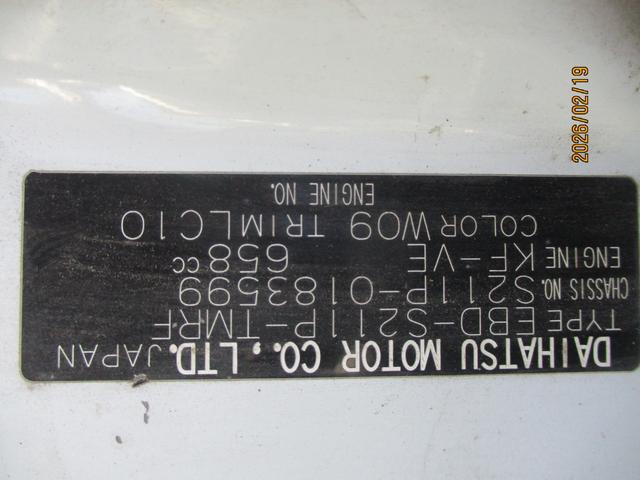 DAIHATSU MOTOR CO., LTD. JAPAN
TYPE EBD-S211P-TMRF
CHASSIS NO. S211P-0183599
ENGINE KF-VE 658cc
COLOR W09 TRIM LC10
ENGINE NO.
2026/02/19